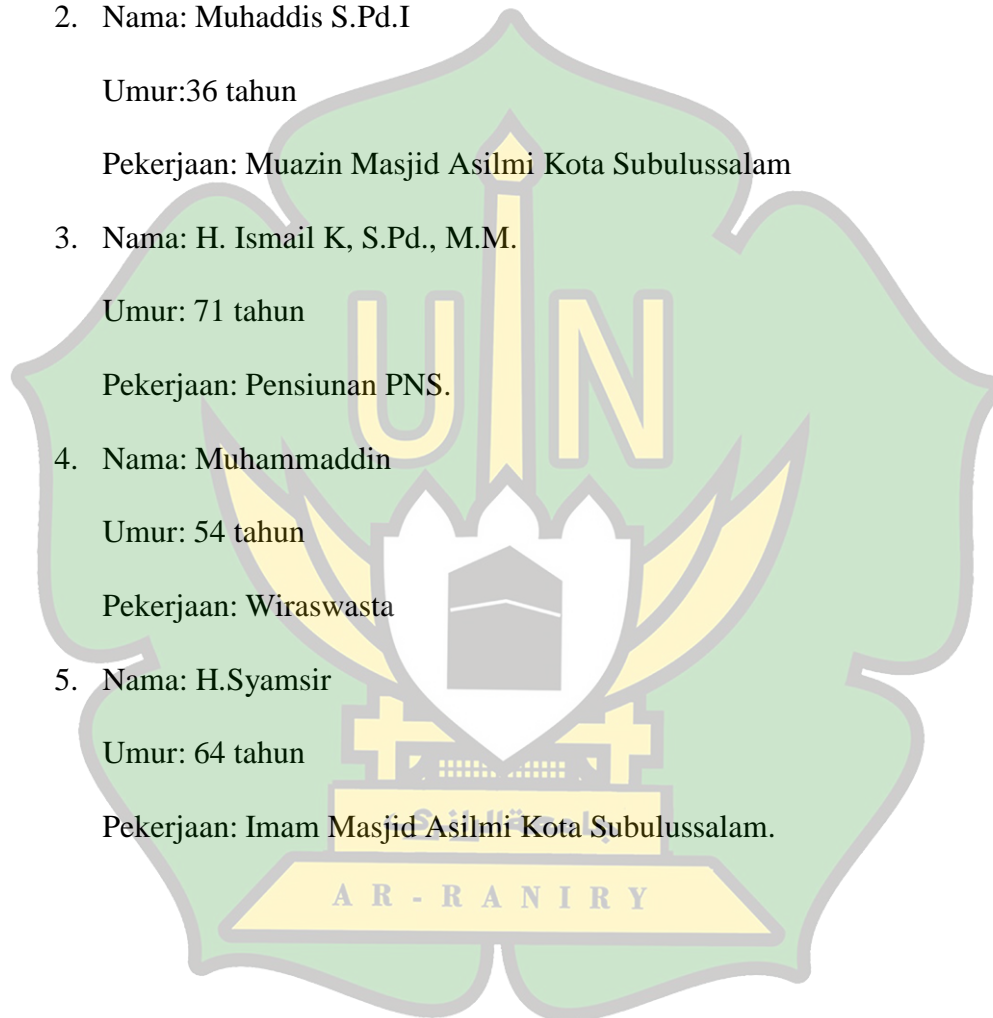 2. Nama: Muhaddis S.Pd.I
Umur:36 tahun
Pekerjaan: Muazin Masjid Asilmi Kota Subulussalam
3. Nama: H. Ismail K, S.Pd., M.M.
Umur: 71 tahun
Pekerjaan: Pensiunan PNS.
4. Nama: Muhammaddin
Umur: 54 tahun
Pekerjaan: Wiraswasta
5. Nama: H.Syamsir
Umur: 64 tahun
Pekerjaan: Imam Masjid Asilmi Kota Subulussalam.
UIN
AR-RANIRY